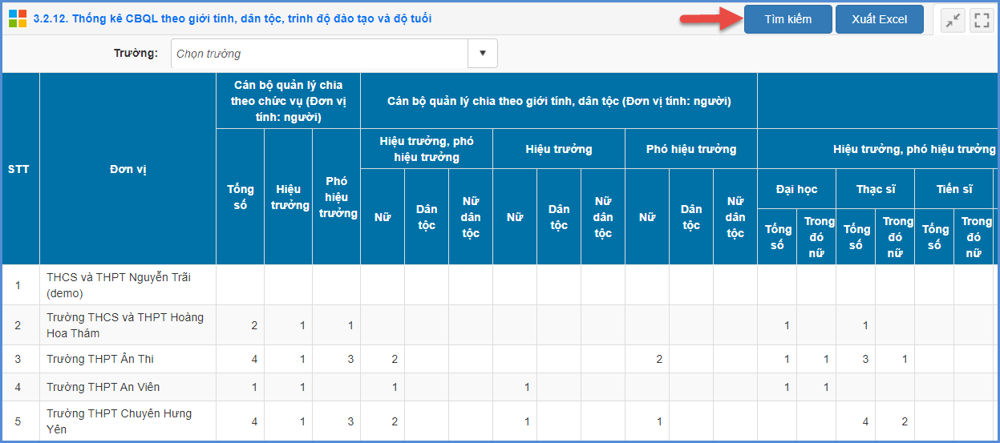 3.2.12. Thống kê CBQL theo giới tính, dân tộc, trình độ đào tạo và độ tuổi
Tìm kiếm
Xuất Excel
Trường:
Chọn trường
STT
Đơn vị
Cán bộ quản lý chia
theo chức vụ (Đơn vị
tính: người)
Cán bộ quản lý chia theo giới tính, dân tộc (Đơn vị tính: người)
Tổng
số
Hiệu
trưởng
Phó
hiệu
trưởng
Hiệu trưởng, phó
hiệu trưởng
Hiệu trưởng
Phó hiệu trưởng
Hiệu trưởng, phó hiệu trưởng
Nữ
Dân
tộc
Nữ
dân
tộc
Nữ
Dân
tộc
Nữ
dân
tộc
Nữ
Dân
tộc
Nữ
dân
tộc
Đại học
Thạc sĩ
Tiến sĩ
Tổng
số
Trong
đó
nữ
Tổng
số
Trong
đó
nữ
Tổng
số
Trong
đó
nữ
1
THCS và THPT Nguyễn Trãi
(demo)
2
Trường THCS và THPT Hoàng
Hoa Thám
2 1 1 1 1
3 Trường THPT Ân Thi 4 1 3 2 2 1 1 3 1
4 Trường THPT An Viên 1 1 1 1 1 1
5
Trường THPT Chuyên Hưng
Yên
4 1 3 2 1 1 4 2